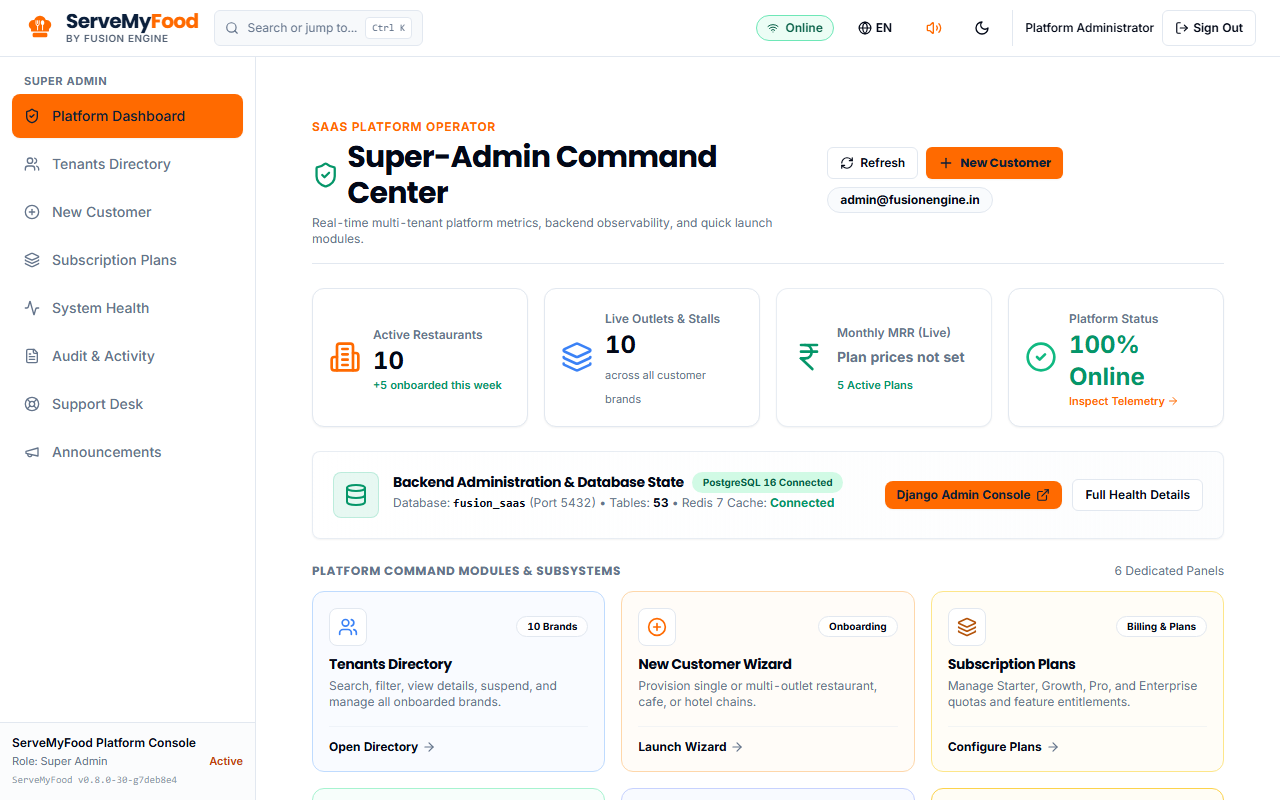 ServeMyFood
BY FUSION ENGINE
Search or jump to... Ctrl K
Online
EN
Platform Administrator
Sign Out
SUPER ADMIN
Platform Dashboard
Tenants Directory
New Customer
Subscription Plans
System Health
Audit & Activity
Support Desk
Announcements
ServeMyFood Platform Console
Role: Super Admin Active
ServeMyFood v0.8.0-30-g7deb8e4
SAAS PLATFORM OPERATOR
Super-Admin Command
Center
Real-time multi-tenant platform metrics, backend observability, and quick launch
modules.
Refresh
New Customer
admin@fusionengine.in
Active Restaurants
10
+5 onboarded this week
Live Outlets & Stalls
10
across all customer
brands
₹
Monthly MRR (Live)
Plan prices not set
5 Active Plans
Platform Status
100%
Online
Inspect Telemetry →
Backend Administration & Database State PostgreSQL 16 Connected
Database: fusion_saas (Port 5432) • Tables: 53 • Redis 7 Cache: Connected
Django Admin Console
Full Health Details
PLATFORM COMMAND MODULES & SUBSYSTEMS 6 Dedicated Panels
10 Brands
Tenants Directory
Search, filter, view details, suspend, and
manage all onboarded brands.
Open Directory →
Onboarding
New Customer Wizard
Provision single or multi-outlet restaurant,
cafe, or hotel chains.
Launch Wizard →
Billing & Plans
Subscription Plans
Manage Starter, Growth, Pro, and Enterprise
quotas and feature entitlements.
Configure Plans →